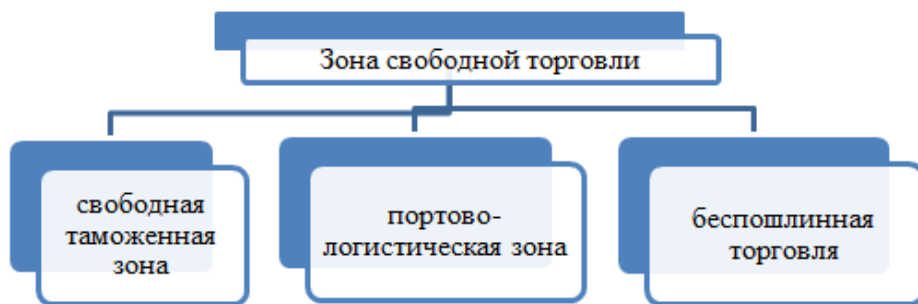 Зона свободной торговли
свободная
таможенная
зона
портово-
логистическая зона
беспошлинная
торговля